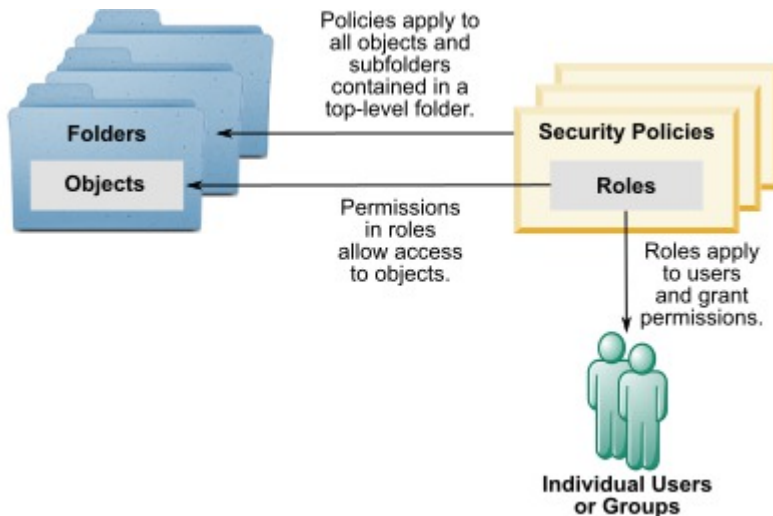 Policies apply to
all objects and
subfolders
contained in a
top-level folder.
Folders
Security Policies
Objects
Roles
Permissions
in roles
allow access
to objects.
Roles apply
to users
and grant
permissions.
Individual Users
or Groups